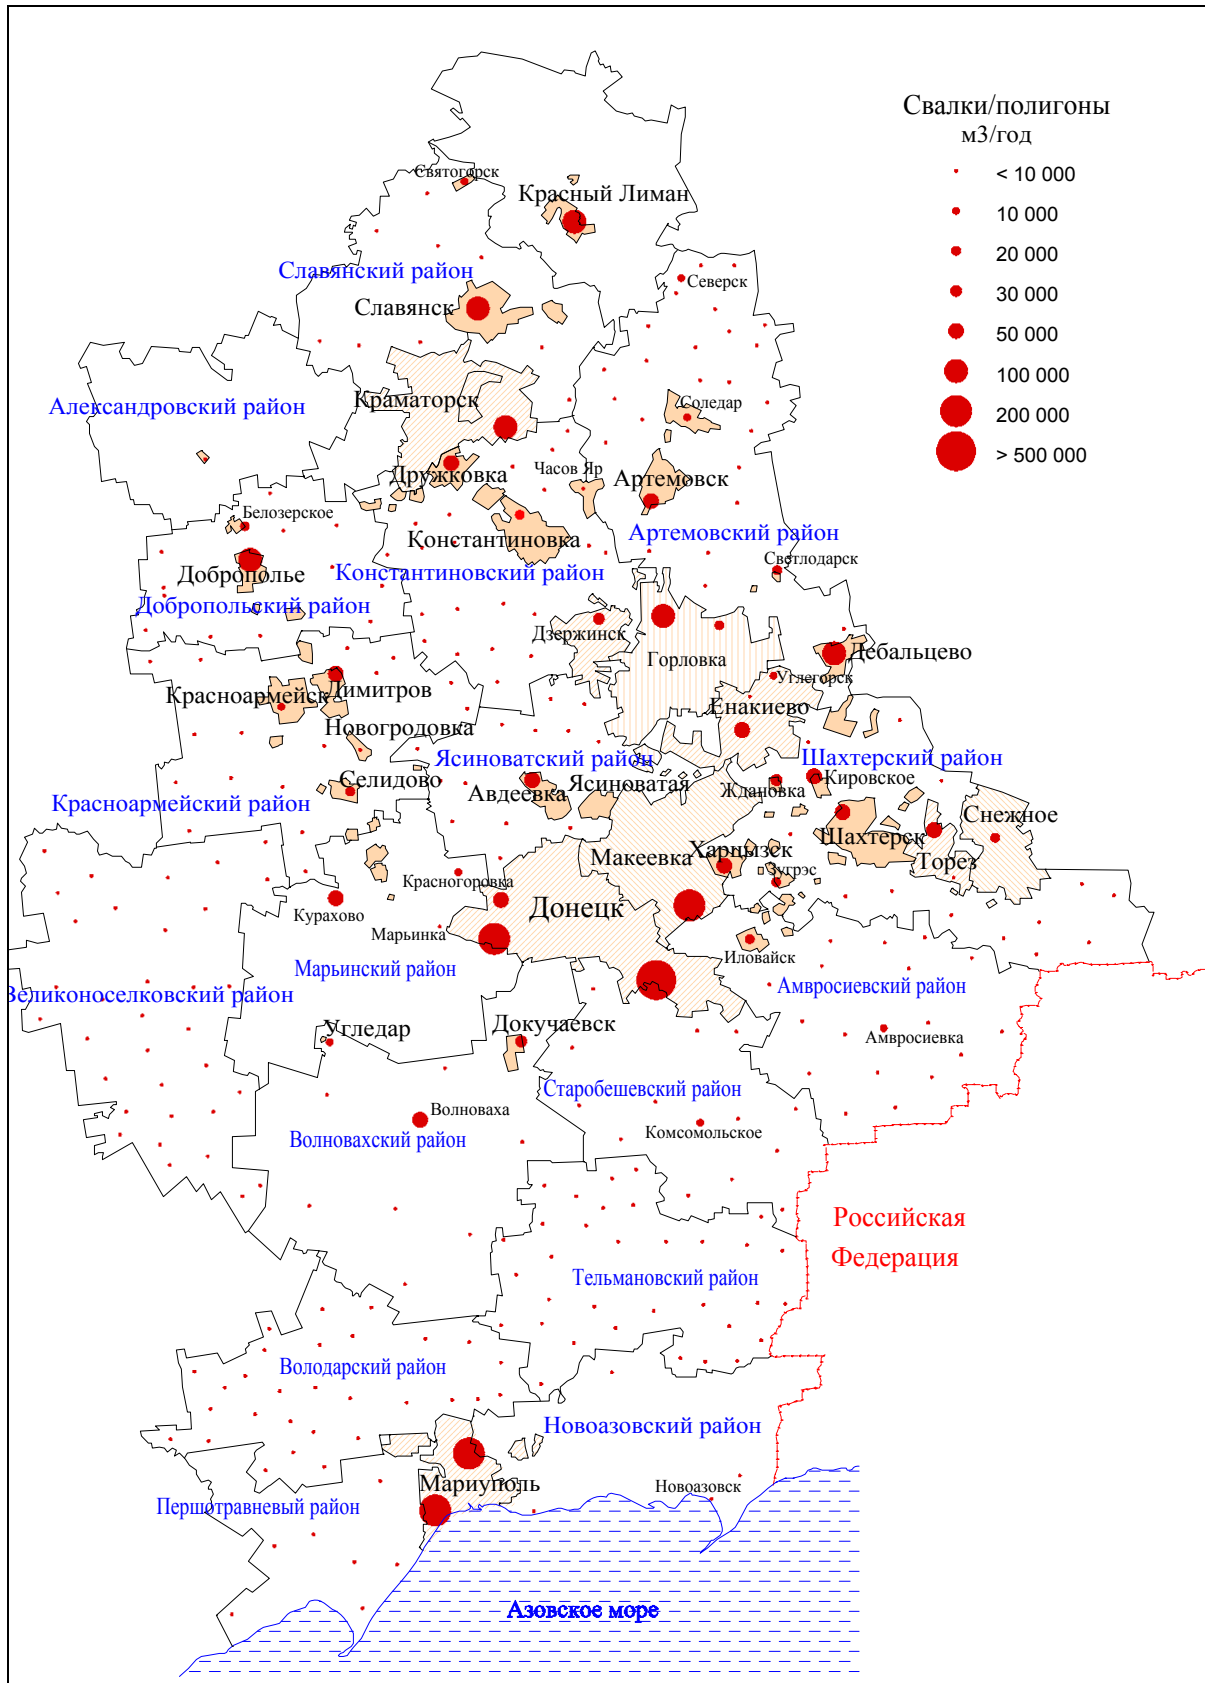 Свалки/полигоны
м3/год
< 10 000
10 000
20 000
30 000
50 000
100 000
200 000
> 500 000
Святогорск
Красный Лиман
Славянский район
Северск
Славянск
Краматорск
Александровский район
Соледар
Дружковка
Часов Яр
Артемовск
Белозерское
Константиновка
Артемовский район
Светлодарск
Доброполье
Константиновский район
Добропольский район
Дзержинск
Горловка
Дебальцево
Углегорск
Красноармейск
Димитров
Енакиево
Новогродовка
Ясиноватский район
Шахтерский район
Селидово
Авдеевка
Ясиноватая
Ждановка
Кировское
Красноармейский район
Снежное
Шахтерск
Макеевка
Харцызск
Торез
Зугрэс
Красногоровка
Курахово
Донецк
Марьинка
Иловайск
Марьинский район
Амвросиевский район
Великоноселковский район
Угледар
Докучаевск
Амвросиевка
Старобешевский район
Волноваха
Волновахский район
Комсомольское
Российская
Федерация
Тельмановский район
Володарский район
Новоазовский район
Мариуполь
Новоазовск
Першотравневый район
Азовское море